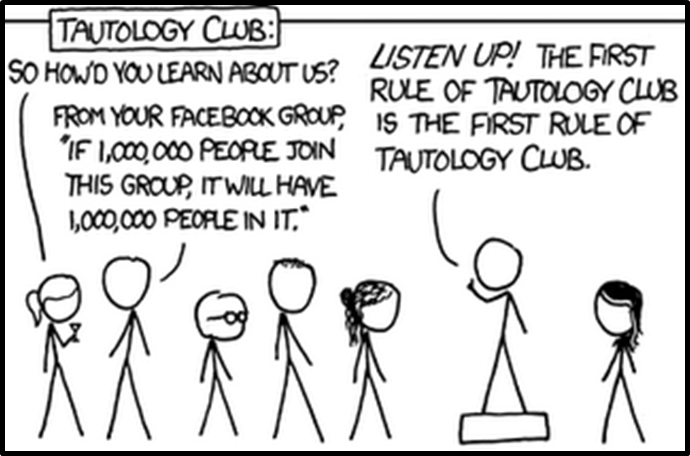 TAUTOLOGY CLUB:
SO HOW'D YOU LEARN ABOUT US?
FROM YOUR FACEBOOK GROUP,
"IF 1,000,000 PEOPLE JOIN
THIS GROUP, IT WILL HAVE
1,000,000 PEOPLE IN IT."
LISTEN UP! THE FIRST
RULE OF TAUTOLOGY CLUB
IS THE FIRST RULE OF
TAUTOLOGY CLUB.